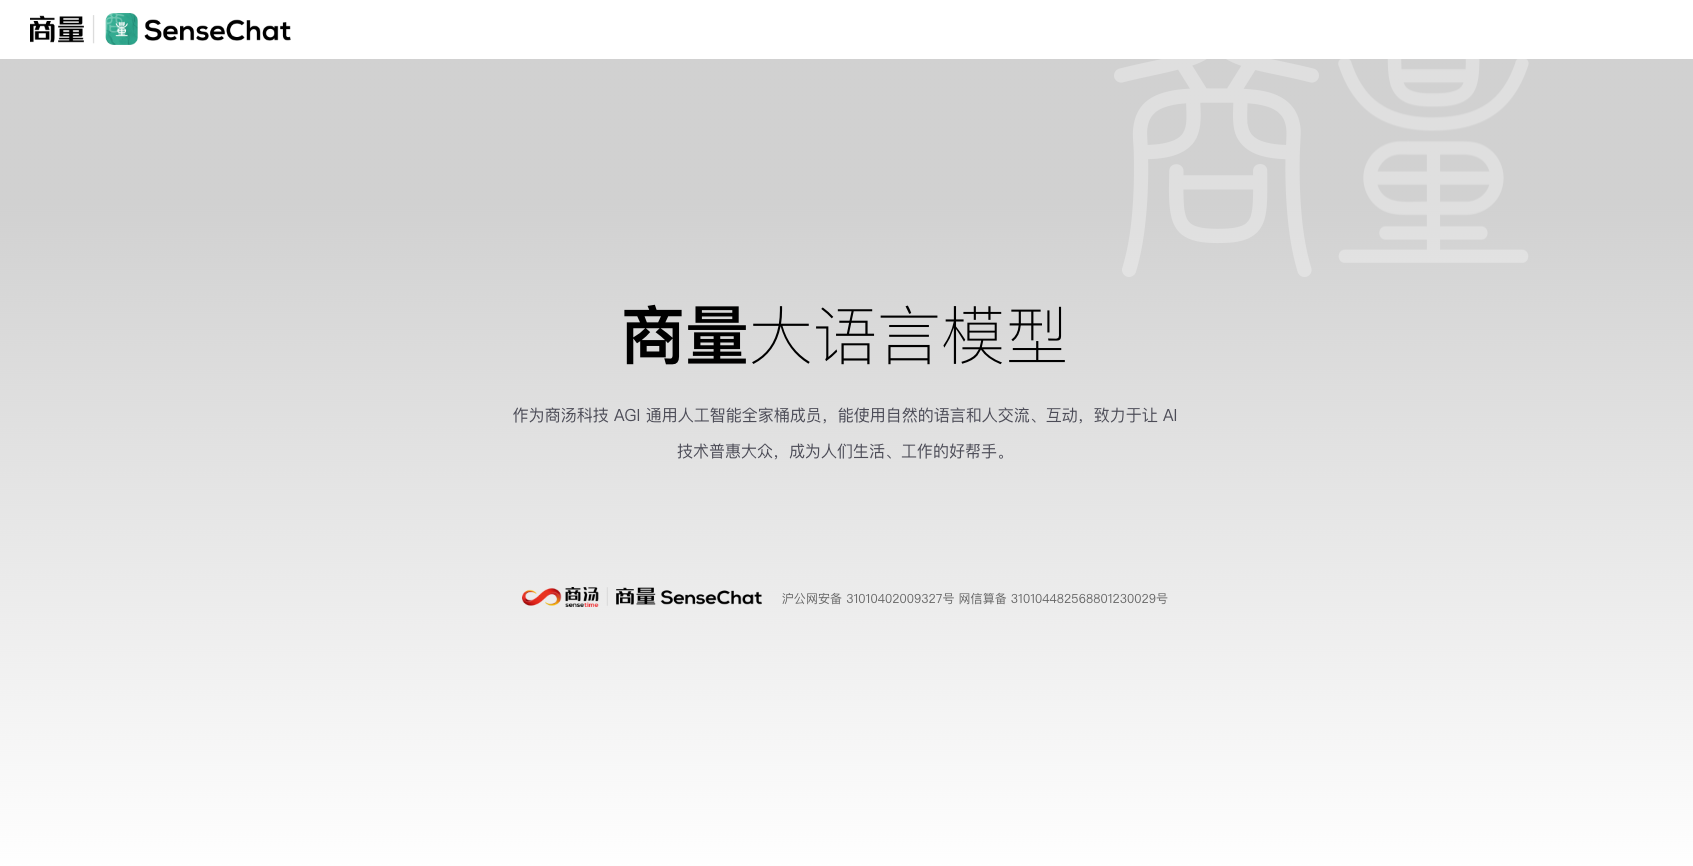 商量 SenseChat
商量
商量大语言模型
作为商汤科技 AGI 通用人工智能全家桶成员，能使用自然的语言和人交流、互动，致力于让 AI
技术普惠大众，成为人们生活、工作的好帮手。
商汤 sensetime 商量 SenseChat 沪公网安备 31010402009327号 网信算备 310104482568801230029号